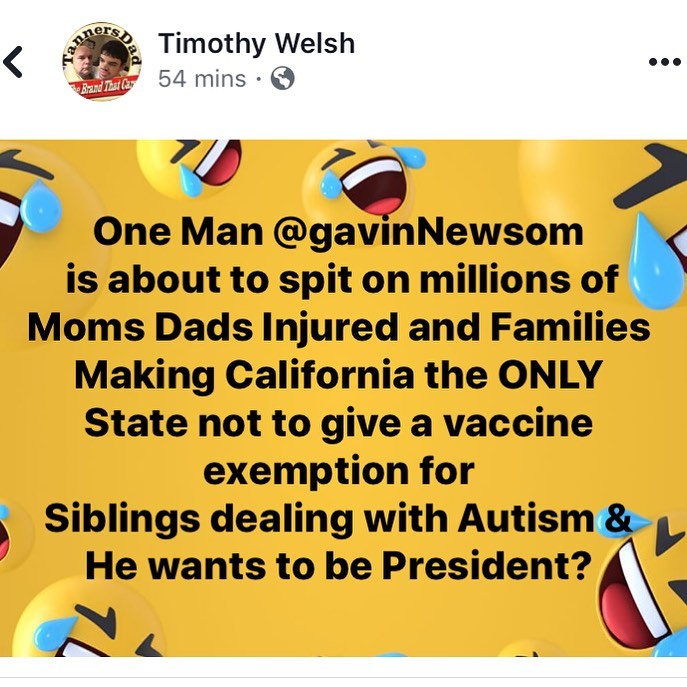 TannersDad
The Brand That Can
Timothy Welsh
54 mins ·
One Man @gavinNewsom
is about to spit on millions of
Moms Dads Injured and Families
Making California the ONLY
State not to give a vaccine
exemption for
Siblings dealing with Autism &
He wants to be President?